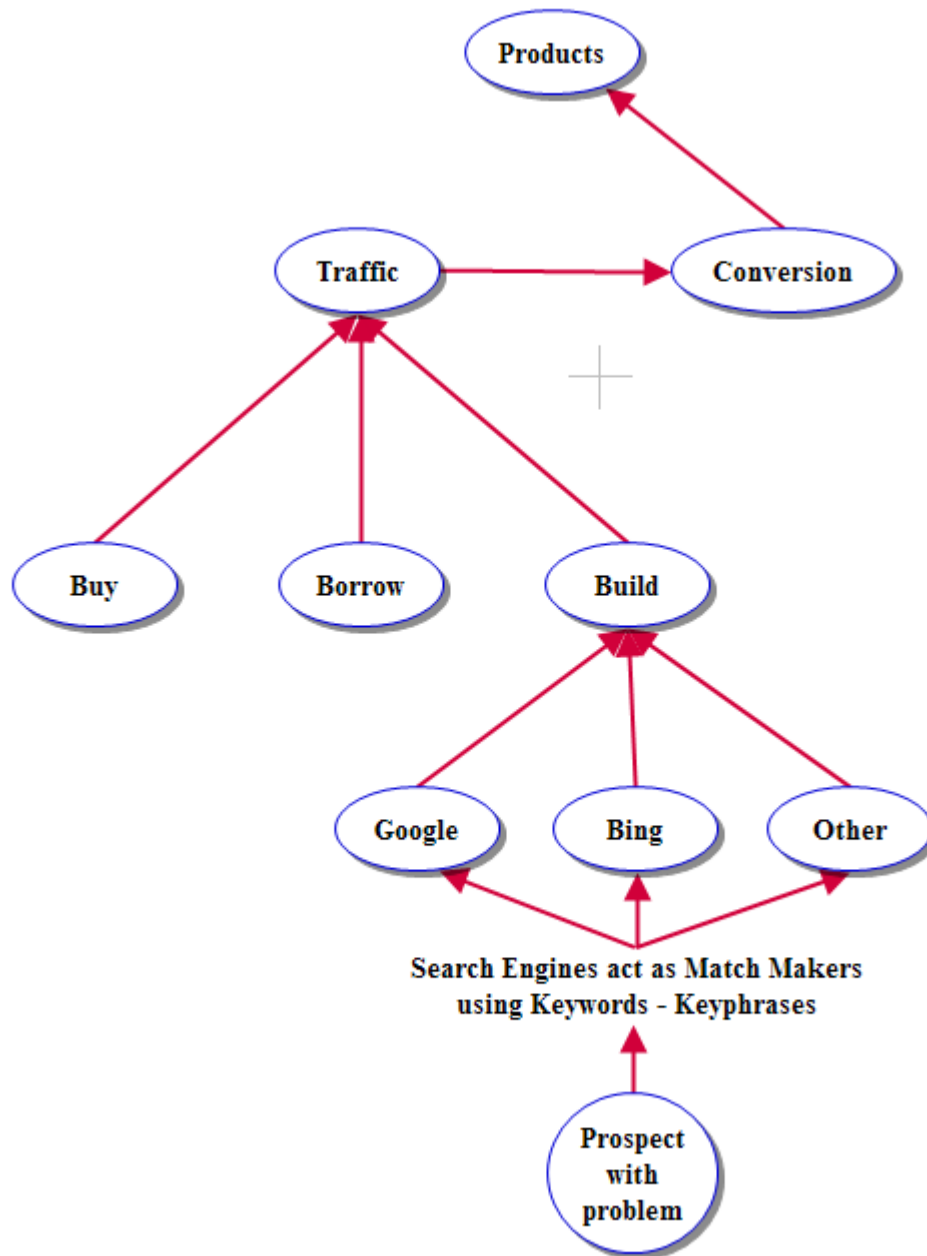 Products
Traffic
Conversion
Buy
Borrow
Build
Google
Bing
Other
Search Engines act as Match Makers
using Keywords - Keyphrases
Prospect
with
problem